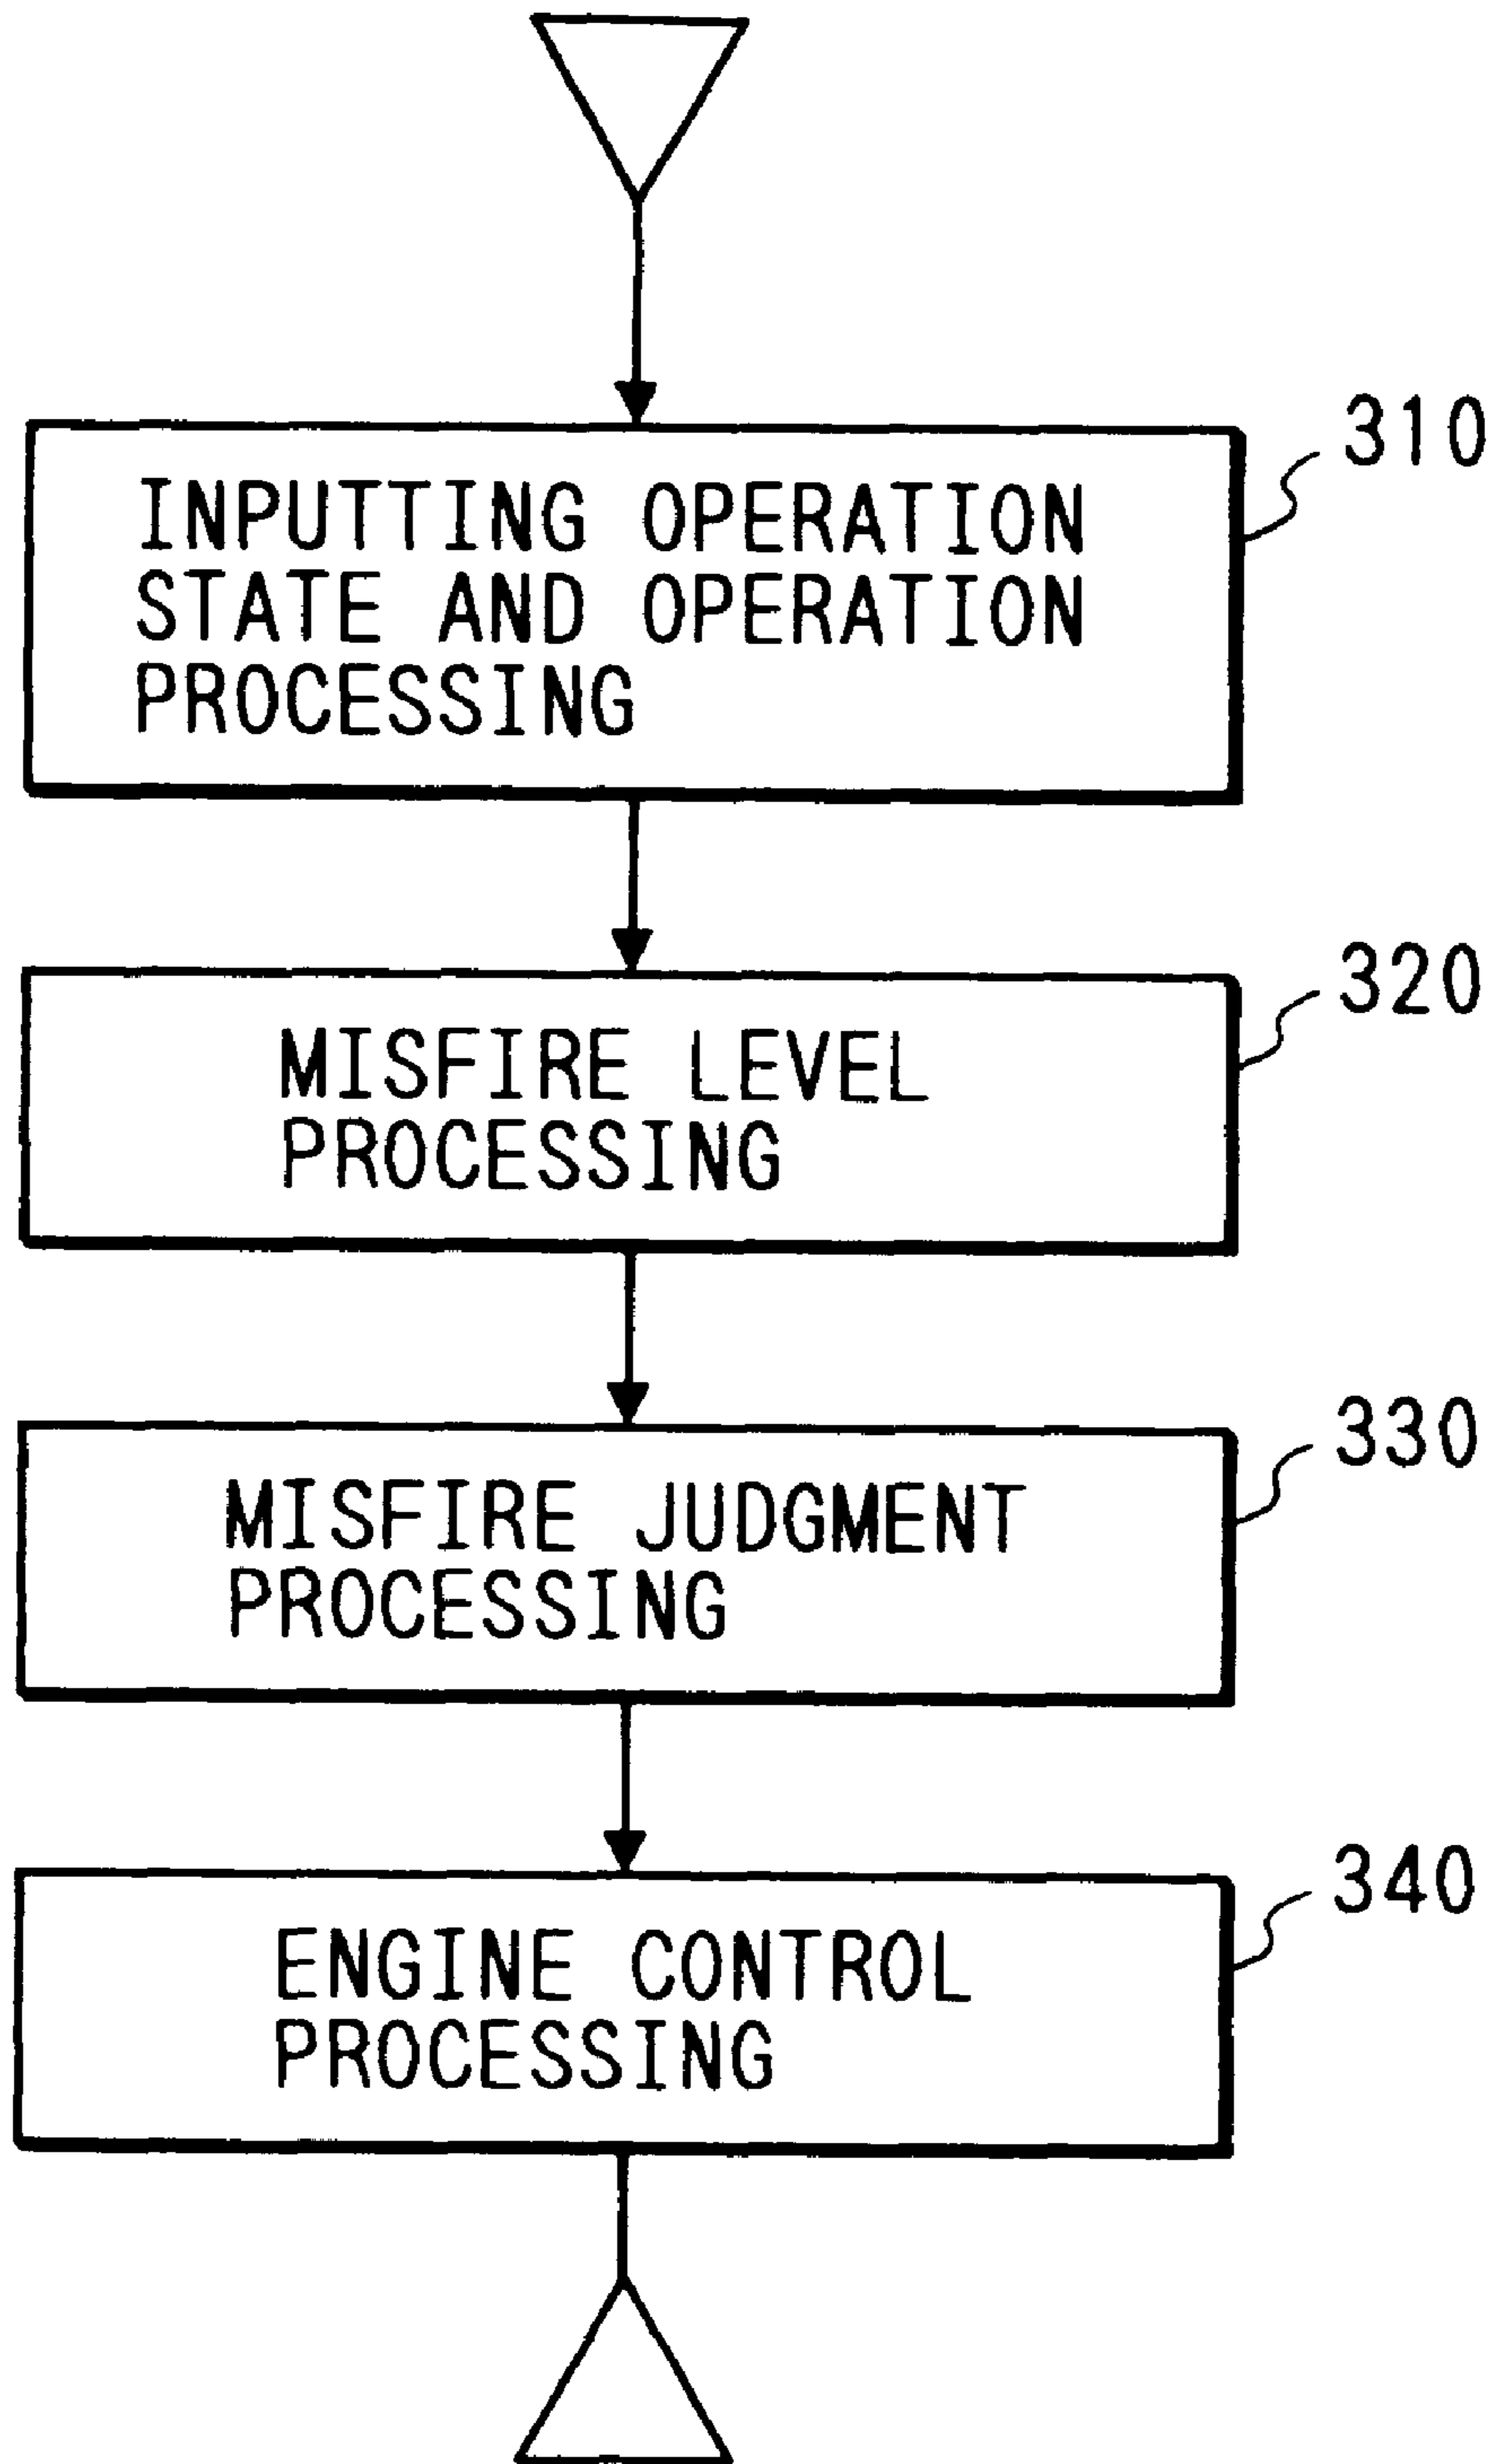 310
INPUTTING OPERATION
STATE AND OPERATION
PROCESSING
320
MISFIRE LEVEL
PROCESSING
330
MISFIRE JUDGMENT
PROCESSING
340
ENGINE CONTROL
PROCESSING